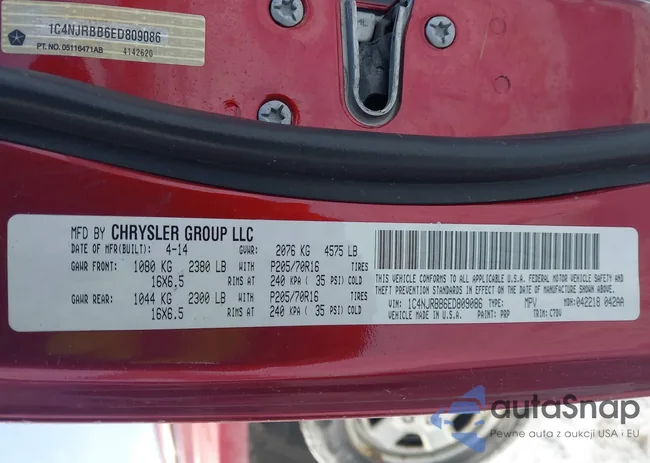 1C4NJRBB6ED809086
PT. NO. 05116471AB 4142620
MFD BY CHRYSLER GROUP LLC
DATE OF MFR(BUILT): 4-14 GVWR: 2076 KG 4575 LB
GAWR FRONT: 1080 KG 2380 LB WITH P205/70R16 TIRES
16X6.5 RIMS AT 240 KPA ( 35 PSI) COLD
GAWR REAR: 1044 KG 2300 LB WITH P205/70R16 TIRES
16X6.5 RIMS AT 240 KPA ( 35 PSI) COLD
THIS VEHICLE CONFORMS TO ALL APPLICABLE U.S.A. FEDERAL MOTOR VEHICLE SAFETY AND
THEFT PREVENTION STANDARDS IN EFFECT ON THE DATE OF MANUFACTURE SHOWN ABOVE.
VIN: 1C4NJRBB6ED809086 TYPE: MPV MDH: 042218 042AA
VEHICLE MADE IN U.S.A. PAINT: PRP TRIM: C7DV
autoSnap
Pewne auta z aukcji USA i EU